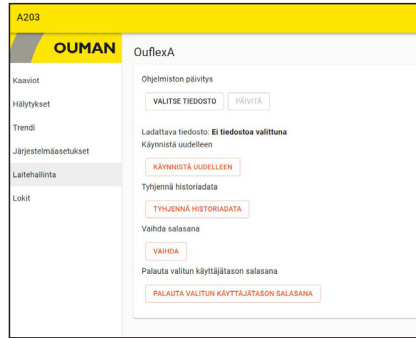 A203
OUMAN
Kaaviot
Hälytykset
Trendi
Järjestelmäasetukset
Laitehallinta
Lokit
OuflexA
Ohjelmiston päivitys
VALITSE TIEDOSTO
PÄIVITÄ
Ladattava tiedosto: Ei tiedostoa valittuna
Käynnistä uudelleen
KÄYNNISTÄ UUDELLEEN
Tyhjennä historiadata
TYHJENNÄ HISTORIADATA
Vaihda salasana
VAIHDA
Palauta valitun käyttäjätason salasana
PALAUTA VALITUN KÄYTTÄJÄTASON SALASANA